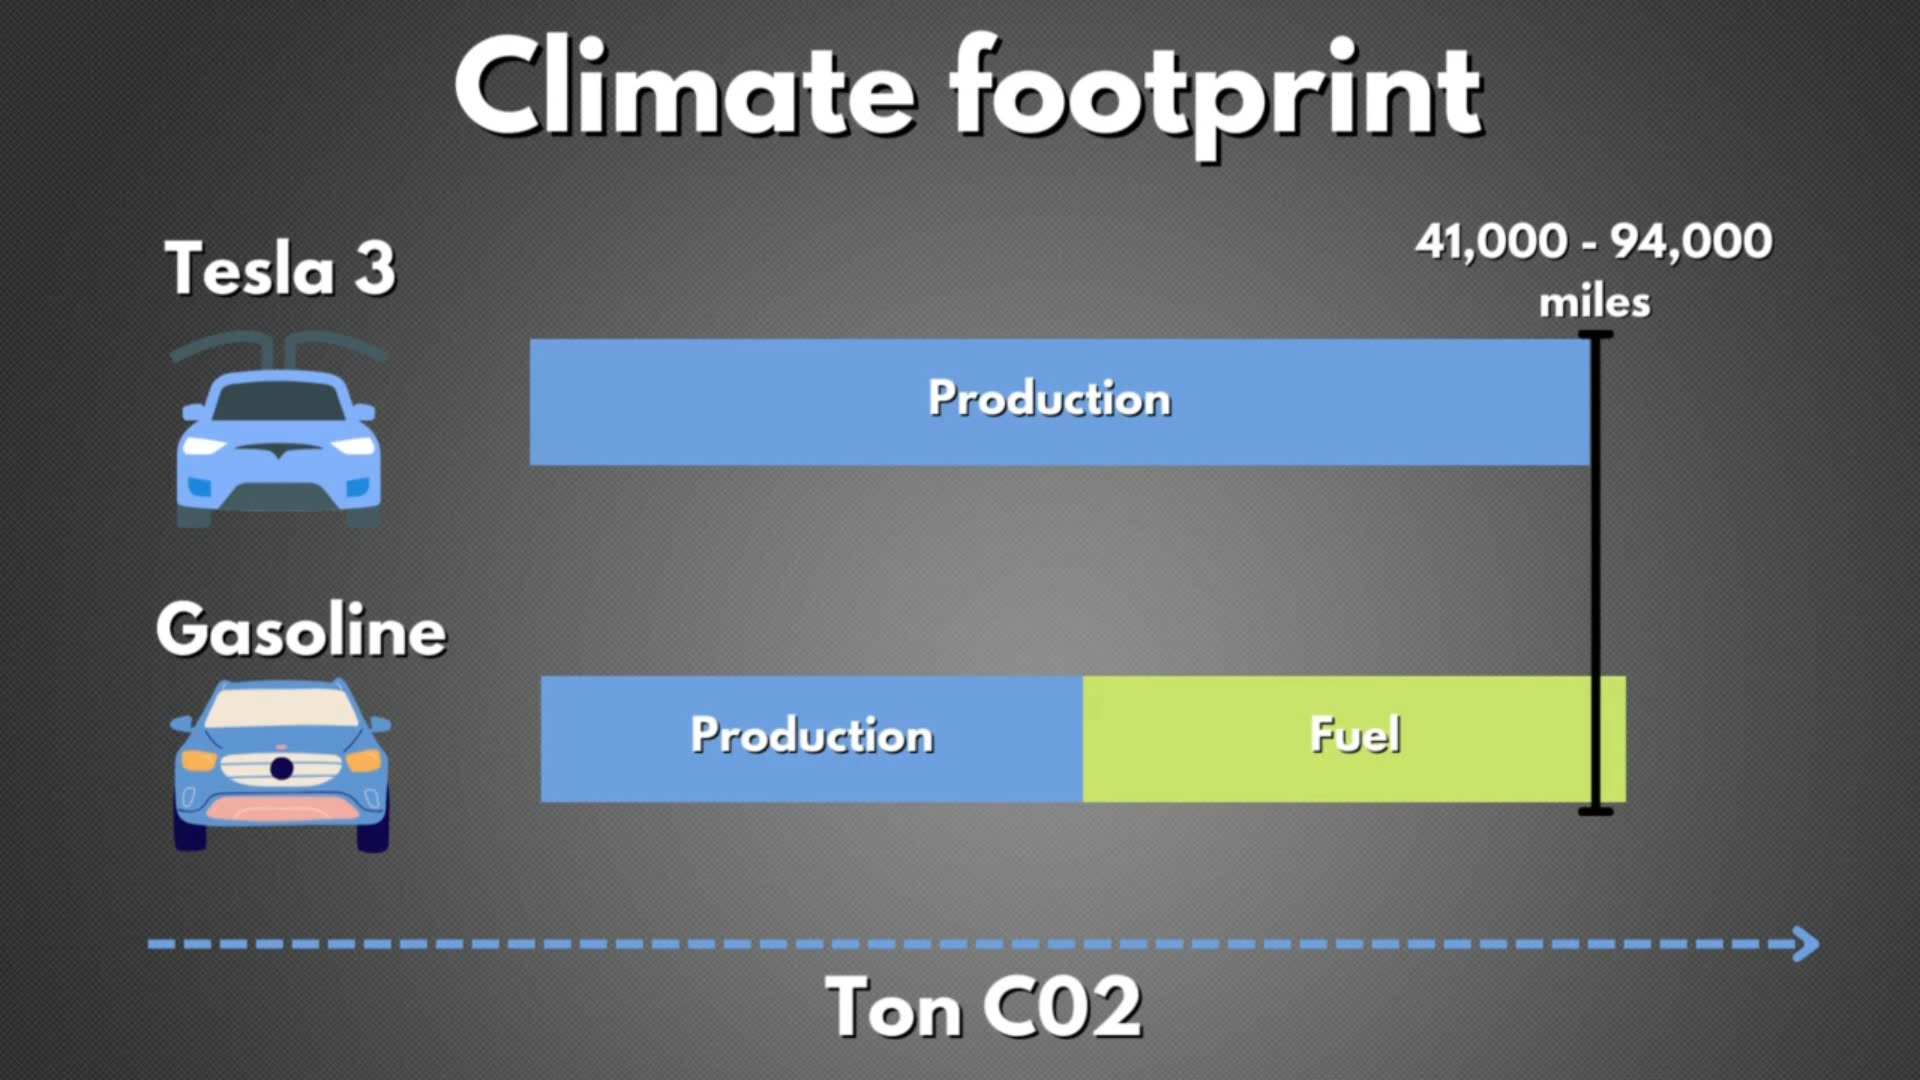 Climate footprint
Tesla 3
41,000 - 94,000
miles
Production
Gasoline
Production
Fuel
Ton C02